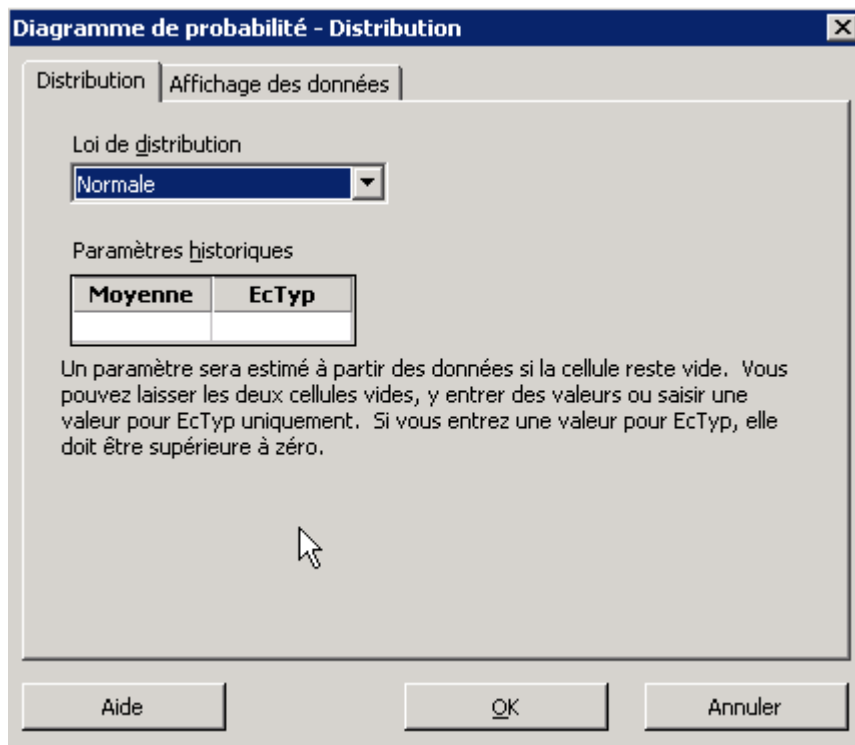 Diagramme de probabilité - Distribution
Distribution
Affichage des données
Loi de distribution
Normale
Paramètres historiques
Moyenne EcTyp
Un paramètre sera estimé à partir des données si la cellule reste vide. Vous
pouvez laisser les deux cellules vides, y entrer des valeurs ou saisir une
valeur pour EcTyp uniquement. Si vous entrez une valeur pour EcTyp, elle
doit être supérieure à zéro.
Aide
OK
Annuler